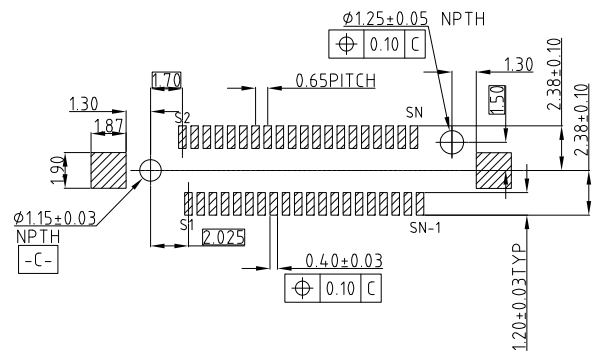 Ø1.25±0.05 NPTH
⌖ 0.10 C
1.70
0.65PITCH
1.30
1.30
1.50
2.38±0.10
2.38±0.10
1.87
S2
SN
1.90
Ø1.15±0.03
NPTH
-C-
S1
SN-1
2.025
0.40±0.03
⌖ 0.10 C
1.20±0.03TYP